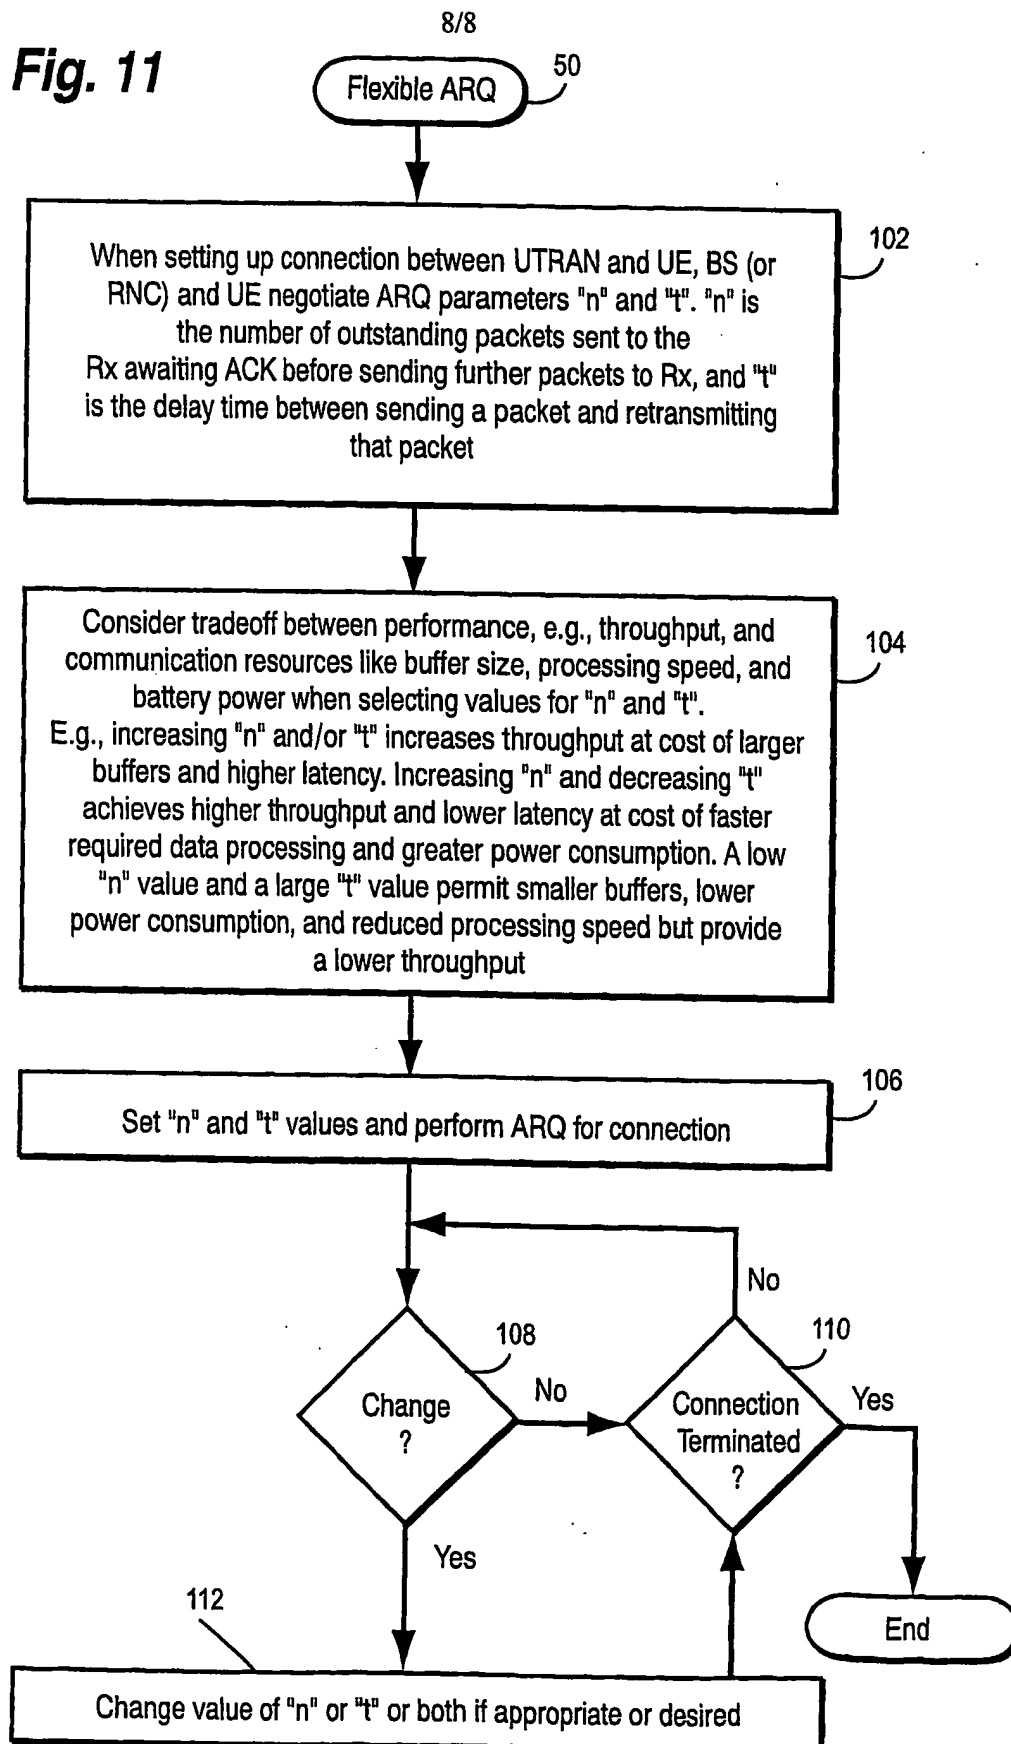 8/8
Fig. 11
Flexible ARQ
50
When setting up connection between UTRAN and UE, BS (or
RNC) and UE negotiate ARQ parameters "n" and "t". "n" is
the number of outstanding packets sent to the
Rx awaiting ACK before sending further packets to Rx, and "t"
is the delay time between sending a packet and retransmitting
that packet
102
Consider tradeoff between performance, e.g., throughput, and
communication resources like buffer size, processing speed, and
battery power when selecting values for "n" and "t".
E.g., increasing "n" and/or "t" increases throughput at cost of larger
buffers and higher latency. Increasing "n" and decreasing "t"
achieves higher throughput and lower latency at cost of faster
required data processing and greater power consumption. A low
"n" value and a large "t" value permit smaller buffers, lower
power consumption, and reduced processing speed but provide
a lower throughput
104
Set "n" and "t" values and perform ARQ for connection
106
No
108
Change
?
No
110
Connection
Terminated
?
Yes
Yes
112
End
Change value of "n" or "t" or both if appropriate or desired